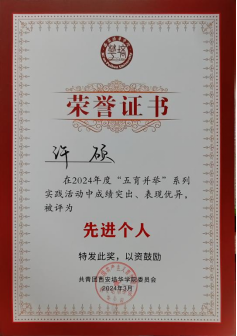 荣誉证书
许硕
在2024年度“五育并举”系列
实践活动中成绩突出、表现优异,
被评为
先进个人
特发此奖，以资鼓励
共青团西安培华学院委员会
2024年3月